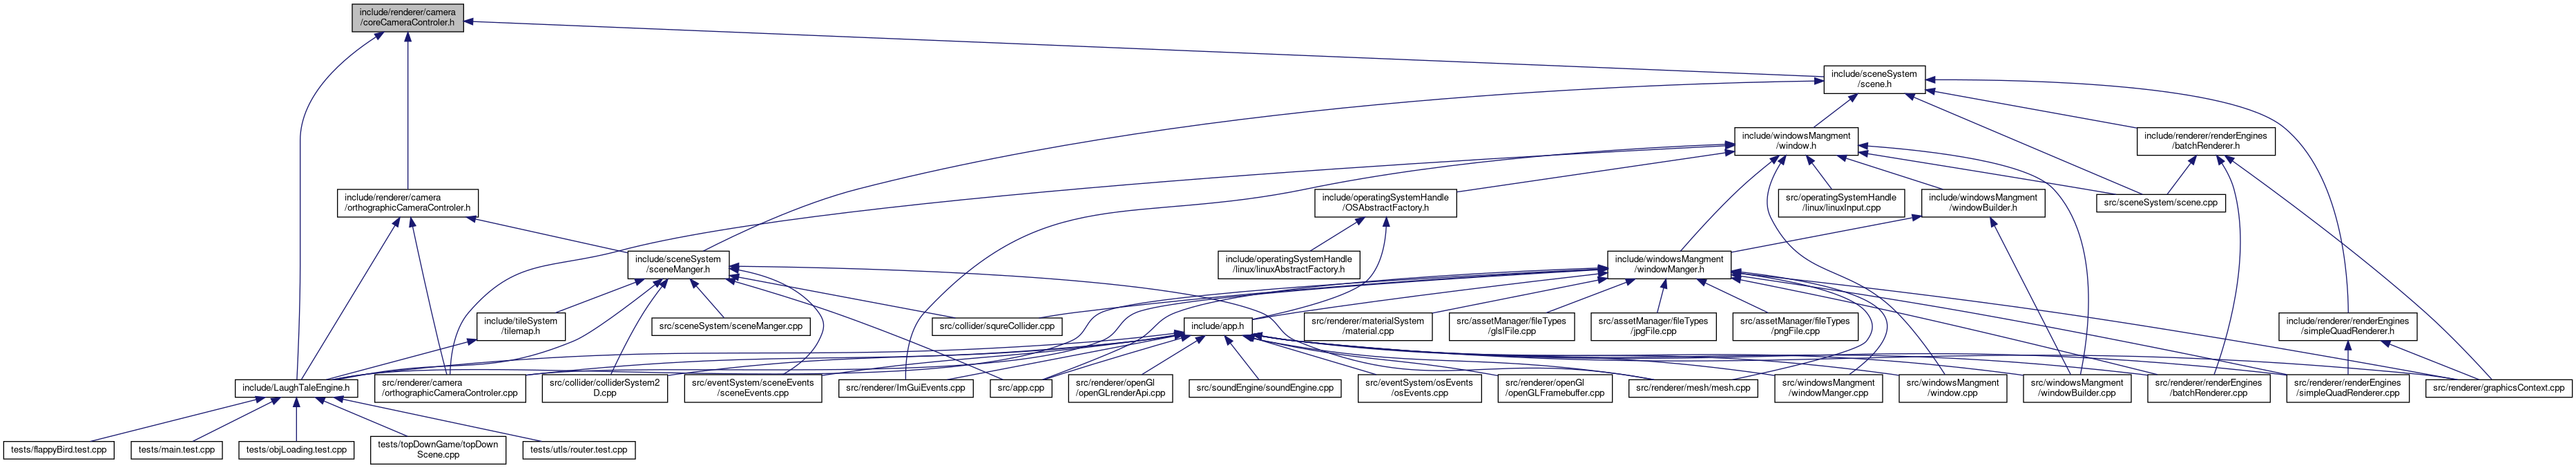 include/renderer/camera
/coreCameraControler.h
include/sceneSystem
/scene.h
include/windowsMangment
/window.h
include/renderer/renderEngines
/batchRenderer.h
include/renderer/camera
/orthographicCameraControler.h
include/operatingSystemHandle
/OSAbstractFactory.h
src/operatingSystemHandle
/linux/linuxInput.cpp
include/windowsMangment
/windowBuilder.h
src/sceneSystem/scene.cpp
include/sceneSystem
/sceneManger.h
include/operatingSystemHandle
/linux/linuxAbstractFactory.h
include/windowsMangment
/windowManger.h
include/tileSystem
/tilemap.h
src/sceneSystem/sceneManger.cpp
src/collider/squreCollider.cpp
include/app.h
src/renderer/materialSystem
/material.cpp
src/assetManager/fileTypes
/glslFile.cpp
src/assetManager/fileTypes
/jpgFile.cpp
src/assetManager/fileTypes
/pngFile.cpp
include/renderer/renderEngines
/simpleQuadRenderer.h
include/LaughTaleEngine.h
src/renderer/camera
/orthographicCameraControler.cpp
src/collider/colliderSystem2
D.cpp
src/eventSystem/sceneEvents
/sceneEvents.cpp
src/renderer/ImGuiEvents.cpp
src/app.cpp
src/renderer/openGl
/openGLrenderApi.cpp
src/soundEngine/soundEngine.cpp
src/eventSystem/osEvents
/osEvents.cpp
src/renderer/openGl
/openGLFramebuffer.cpp
src/renderer/mesh/mesh.cpp
src/windowsMangment
/windowManger.cpp
src/windowsMangment
/window.cpp
src/windowsMangment
/windowBuilder.cpp
src/renderer/renderEngines
/batchRenderer.cpp
src/renderer/renderEngines
/simpleQuadRenderer.cpp
src/renderer/graphicsContext.cpp
tests/flappyBird.test.cpp
tests/main.test.cpp
tests/objLoading.test.cpp
tests/topDownGame/topDown
Scene.cpp
tests/utls/router.test.cpp